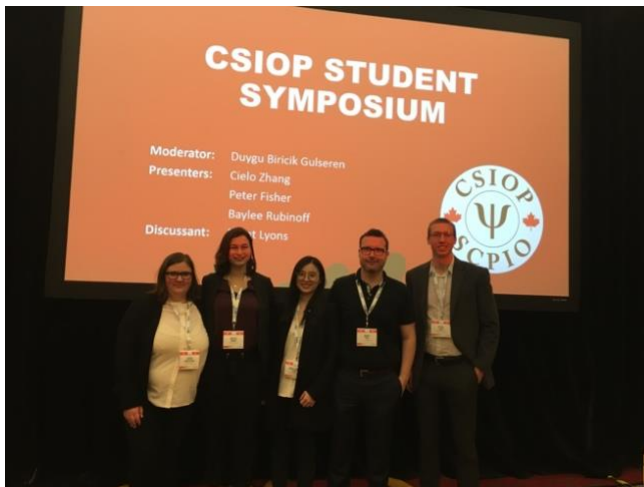 CSIOP STUDENT
SYMPOSIUM
Moderator: Duygu Biricik Gulseren
Presenters: Cielo Zhang
Peter Fisher
Baylee Rubinoff
Discussant: Lyons
CSIOP
Ψ
SCPIO